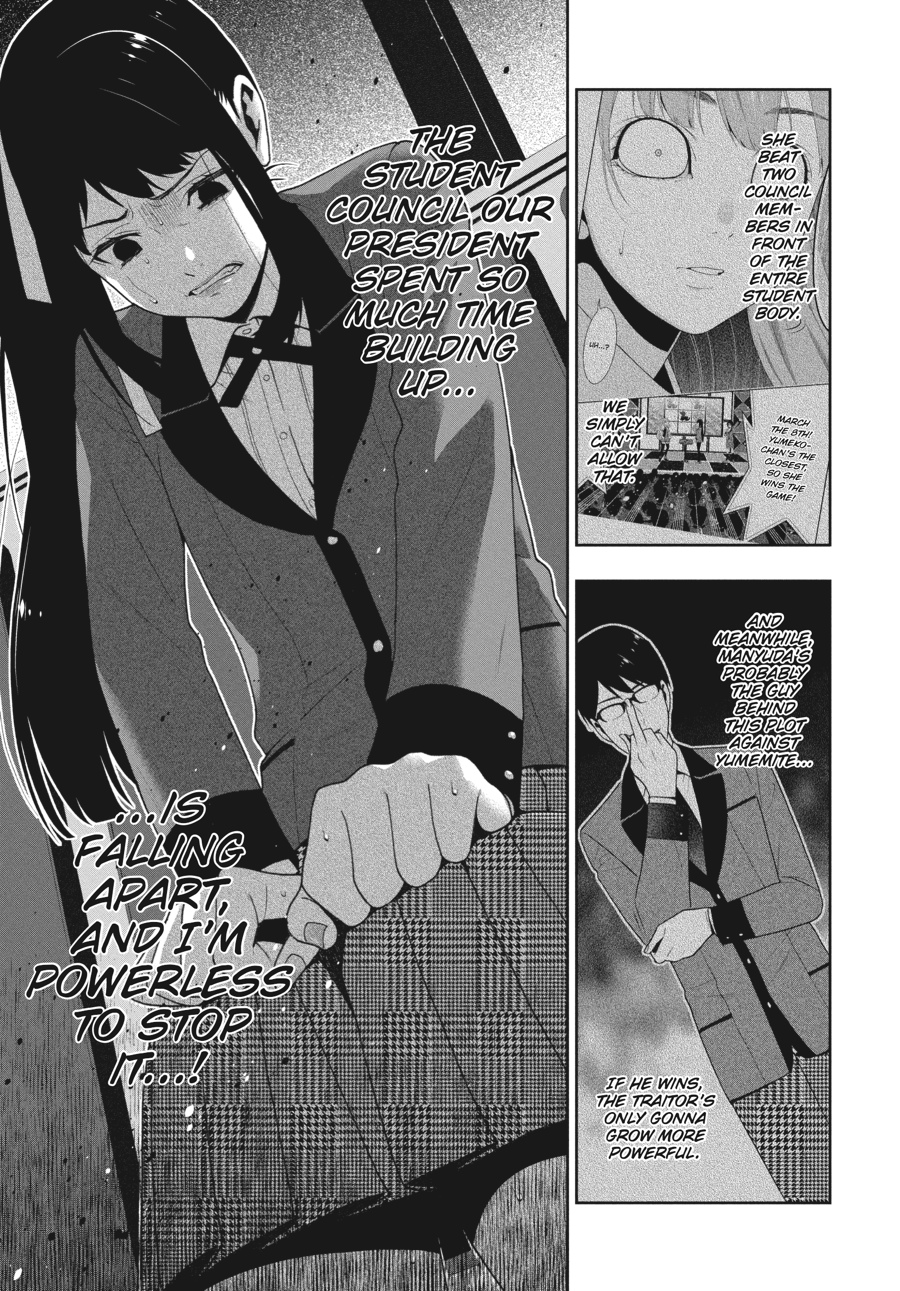 SHE
BEAT
TWO
COUNCIL
MEM-
BERS IN
FRONT
OF THE
ENTIRE
STUDENT
BODY.
UH...?
MARCH
THE 8TH!
YUMEKO-
CHAN'S THE
CLOSEST,
SO SHE
WINS THE
GAME!
WE
SIMPLY
CAN'T
ALLOW
THAT.
AND
MEANWHILE,
MANYUDA'S
PROBABLY
THE GUY
BEHIND
THIS PLOT
AGAINST
YUMEMITE...
IF HE WINS,
THE TRAITOR'S
ONLY GONNA
GROW MORE
POWERFUL.
THE
STUDENT
COUNCIL OUR
PRESIDENT
SPENT SO
MUCH TIME
BUILDING
UP...
...IS
FALLING
APART,
AND I'M
POWERLESS
TO STOP
IT...!